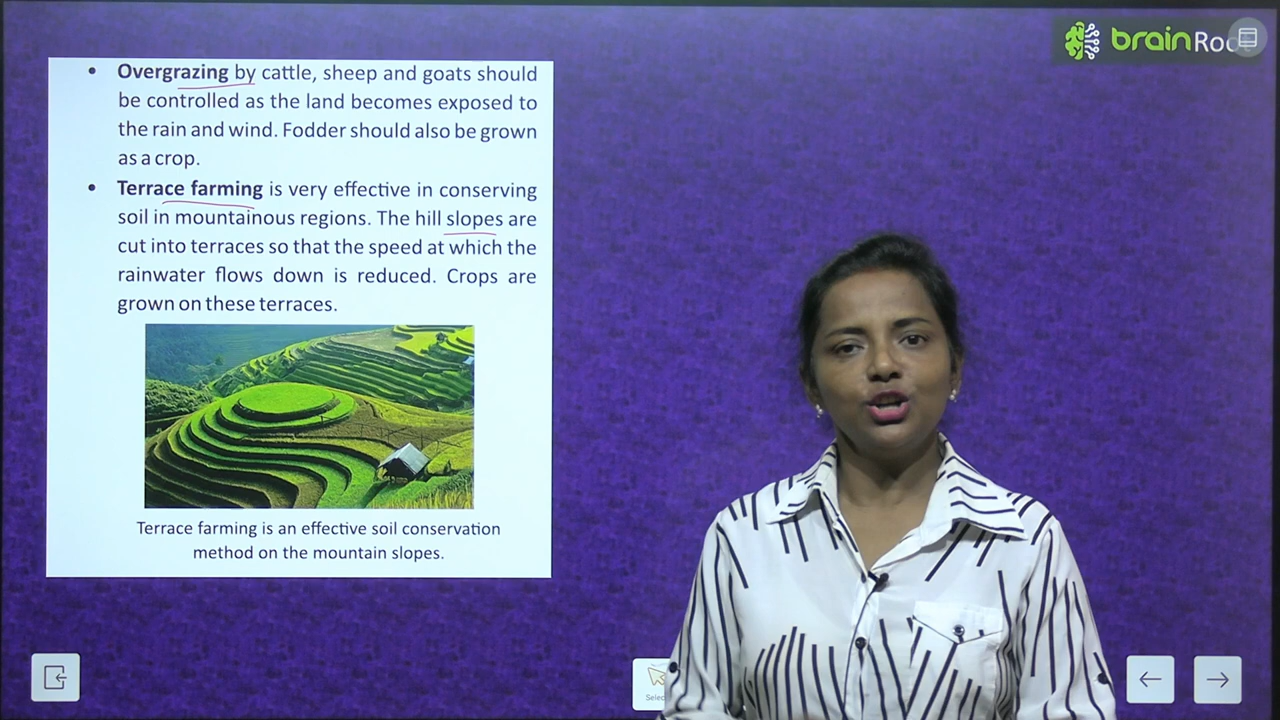 brainRo
• Overgrazing by cattle, sheep and goats should
be controlled as the land becomes exposed to
the rain and wind. Fodder should also be grown
as a crop.
• Terrace farming is very effective in conserving
soil in mountainous regions. The hill slopes are
cut into terraces so that the speed at which the
rainwater flows down is reduced. Crops are
grown on these terraces.
Terrace farming is an effective soil conservation
method on the mountain slopes.
Selec